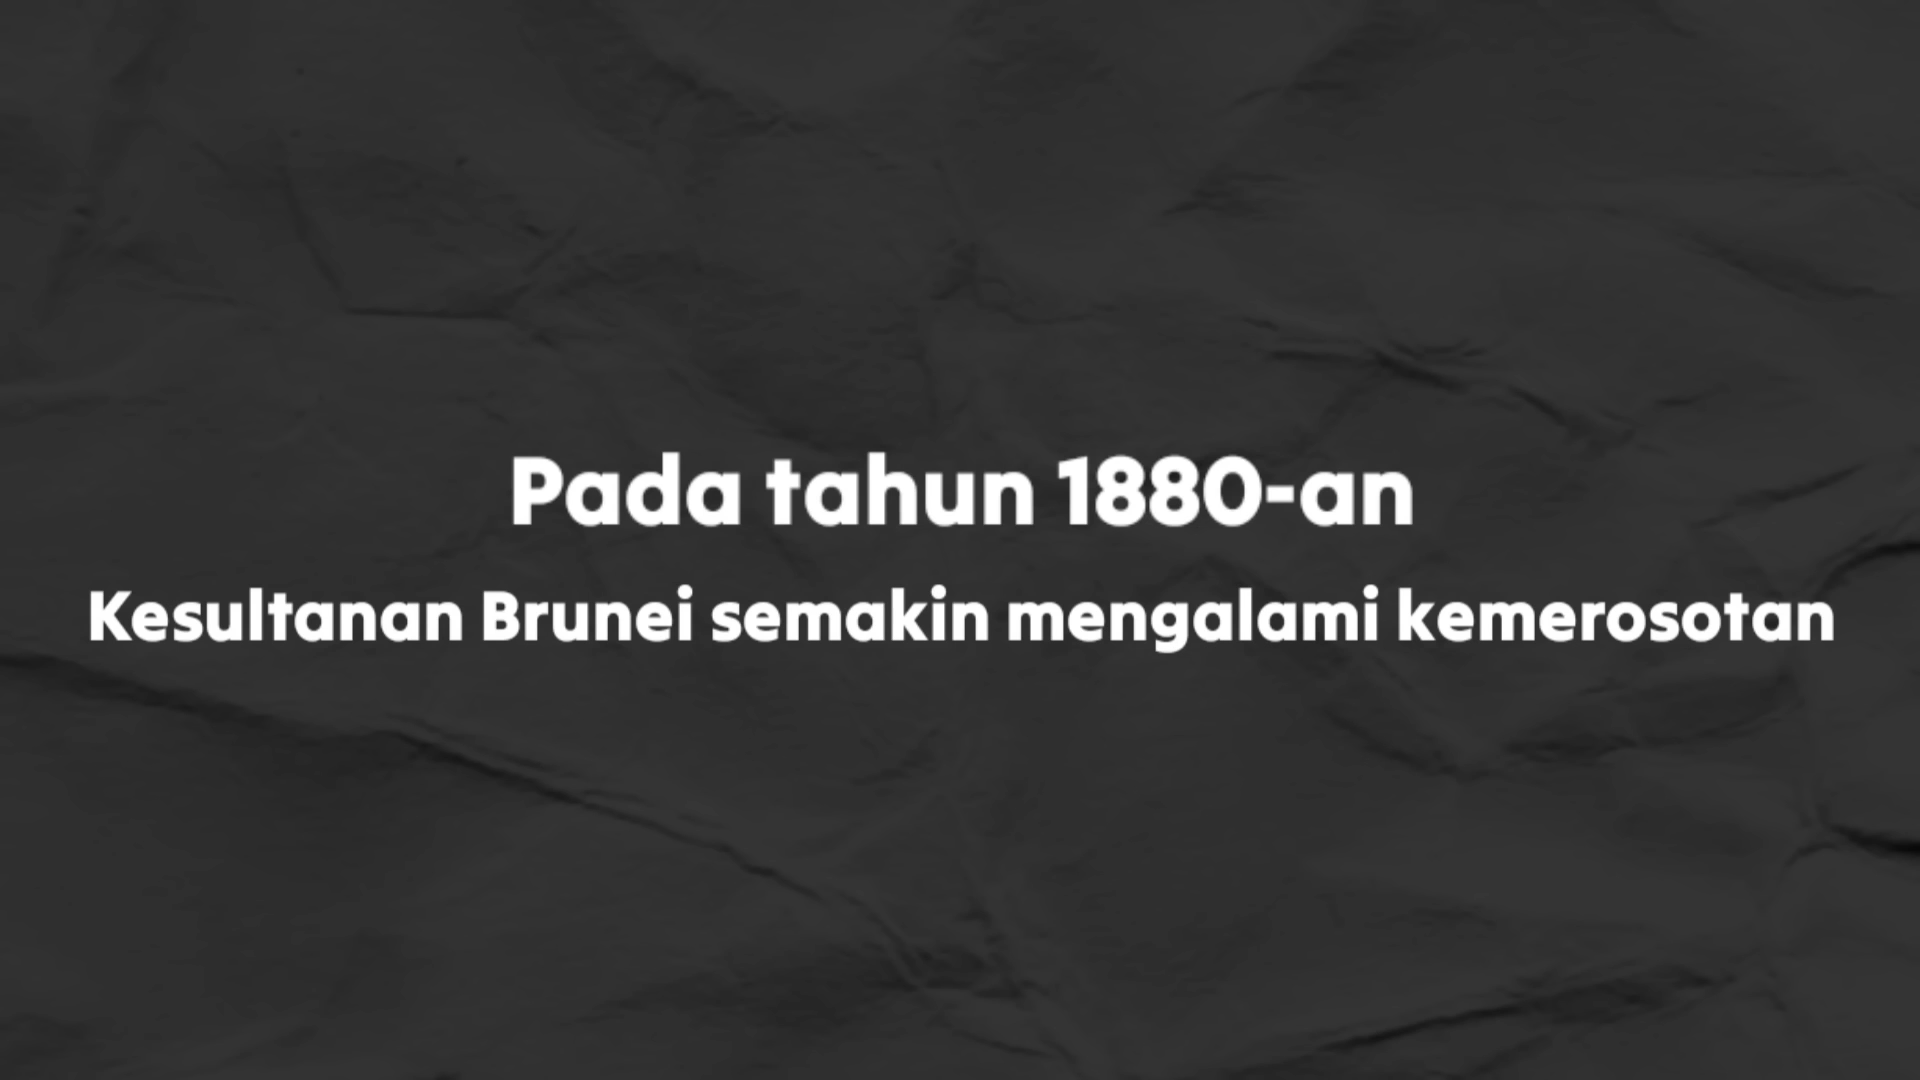 Pada tahun 1880-an
Kesultanan Brunei semakin mengalami kemerosotan